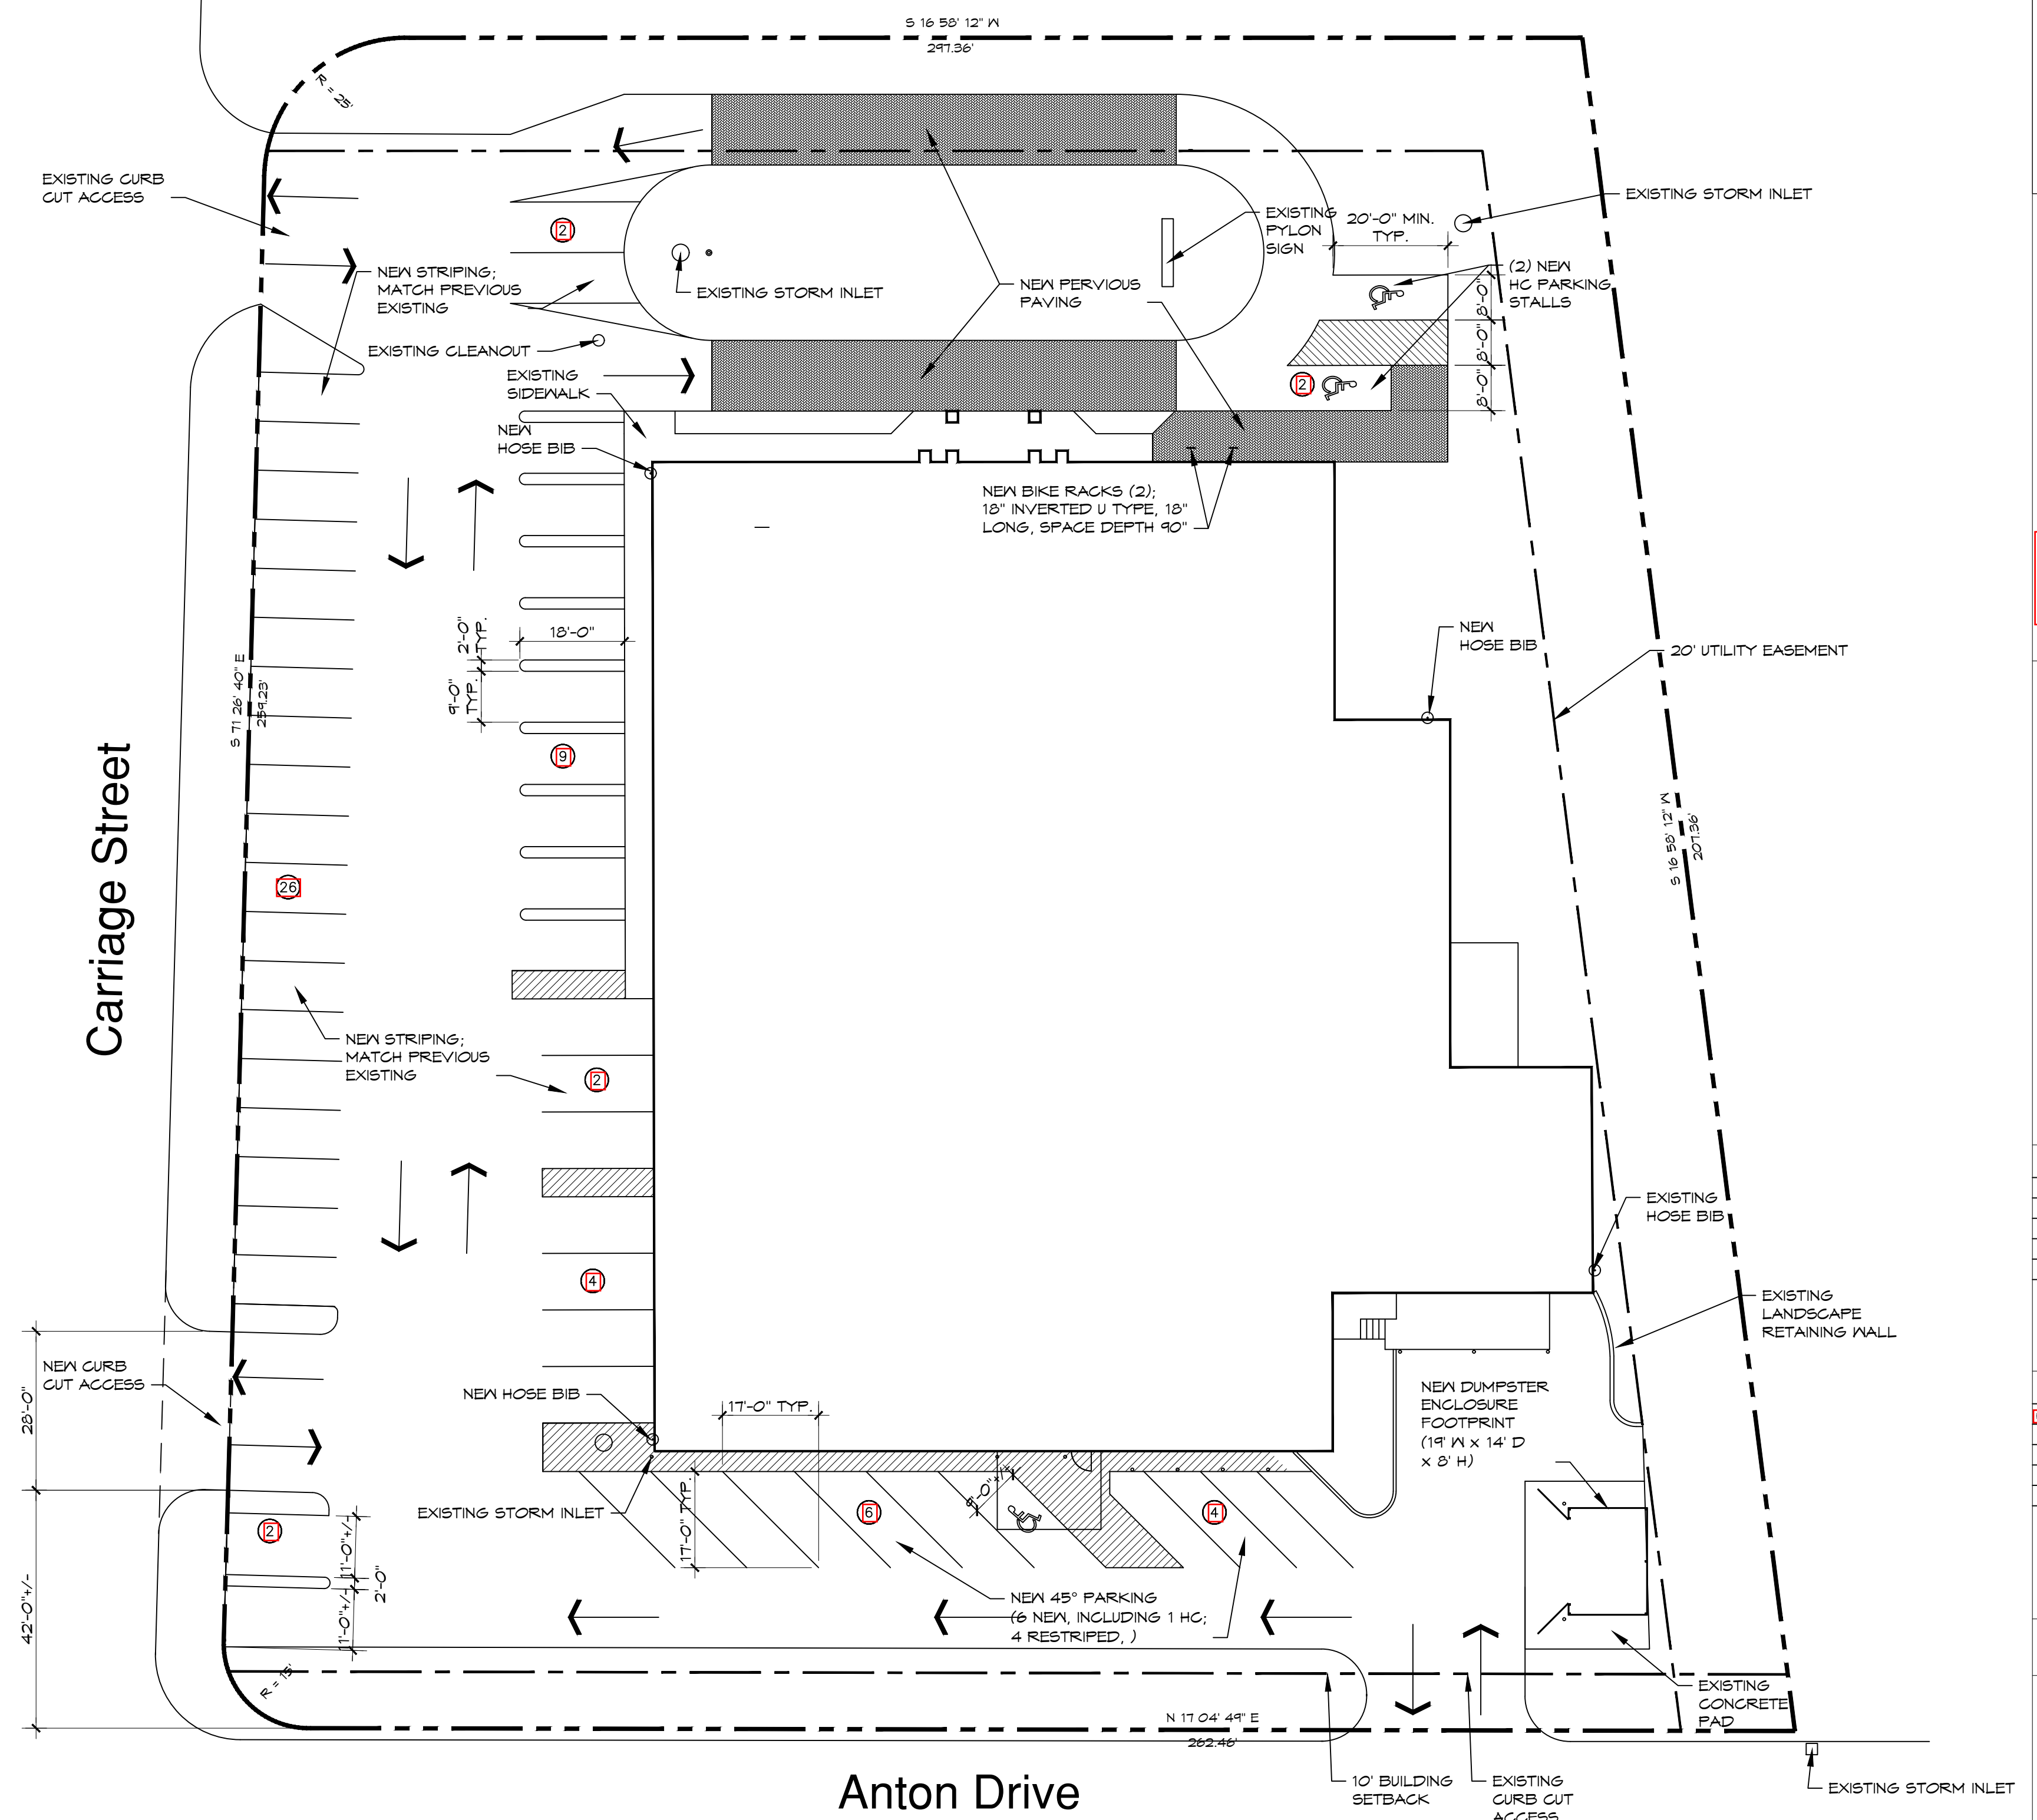 S 16 58' 12" W
297.36'
R = 25'
EXISTING CURB
CUT ACCESS
EXISTING STORM INLET
2
EXISTING
PYLON
SIGN
20'-0" MIN.
TYP.
NEW STRIPING;
MATCH PREVIOUS
EXISTING
EXISTING STORM INLET
NEW PERVIOUS
PAVING
(2) NEW
HC PARKING
STALLS
8'-0"
8'-0"
8'-0"
EXISTING CLEANOUT
EXISTING
SIDEWALK
2
NEW
HOSE BIB
NEW BIKE RACKS (2);
18" INVERTED U TYPE, 18"
LONG, SPACE DEPTH 90"
2'-0"
TYP.
18'-0"
9'-0"
TYP.
NEW
HOSE BIB
20' UTILITY EASEMENT
S 71 26' 40" E
259.23'
9
Carriage Street
26
S 16 58' 12" W
207.36'
NEW STRIPING;
MATCH PREVIOUS
EXISTING
2
EXISTING
HOSE BIB
4
EXISTING
LANDSCAPE
RETAINING WALL
NEW CURB
CUT ACCESS
28'-0"
NEW HOSE BIB
17'-0" TYP.
NEW DUMPSTER
ENCLOSURE
FOOTPRINT
(19' W x 14' D
x 8' H)
EXISTING STORM INLET
17'-0" TYP.
6
4
2
11'-0"+/-
2'-0"
11'-0"+/-
42'-0"+/-
NEW 45° PARKING
(6 NEW, INCLUDING 1 HC;
4 RESTRIPED, )
R = 15'
EXISTING
CONCRETE
PAD
N 17 04' 49" E
262.46'
Anton Drive
10' BUILDING
SETBACK
EXISTING
CURB CUT
ACCESS
EXISTING STORM INLET